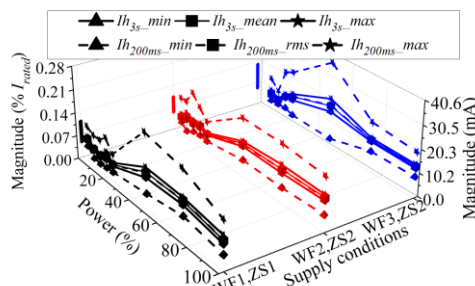 Ih3s_min Ih3s_mean Ih3s_max
Ih200ms_min Ih200ms_rms Ih200ms_max
Magnitude (% Irated)
0.28
0.21
0.14
0.07
0.00
20
40
60
80
100
Power (%)
WF1,ZS1
WF2,ZS2
WF3,ZS2
Supply conditions
40.6
30.5
20.3
10.2
0.0
Magnitude (mA)